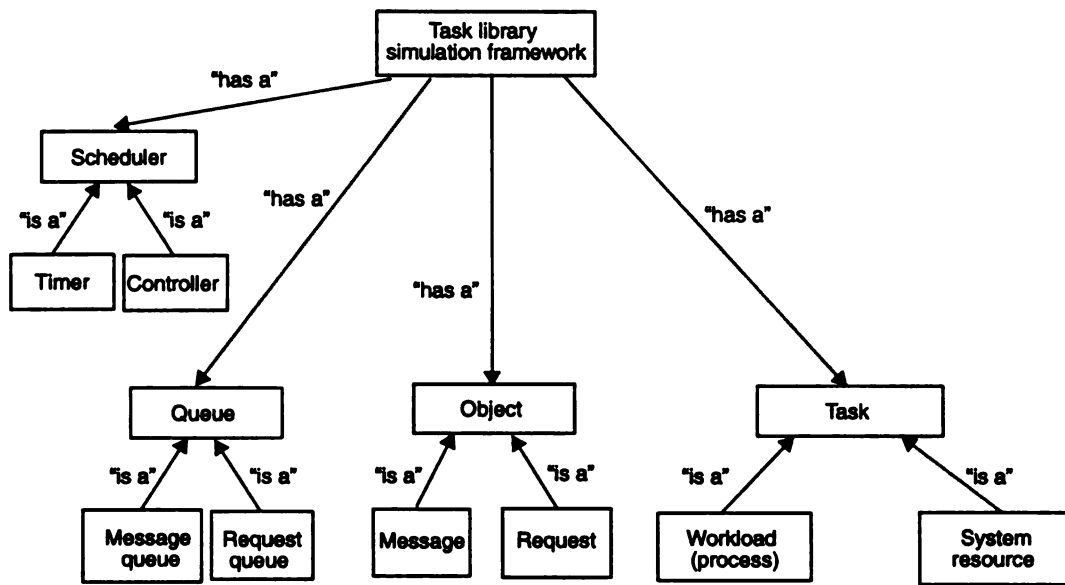 Task library
simulation framework
“has a”
Scheduler
“has a”
“has a”
“is a”
“is a”
Timer
Controller
“has a”
Queue
Object
Task
“is a”
“is a”
“is a”
“is a”
“is a”
“is a”
Message
queue
Request
queue
Message
Request
Workload
(process)
System
resource